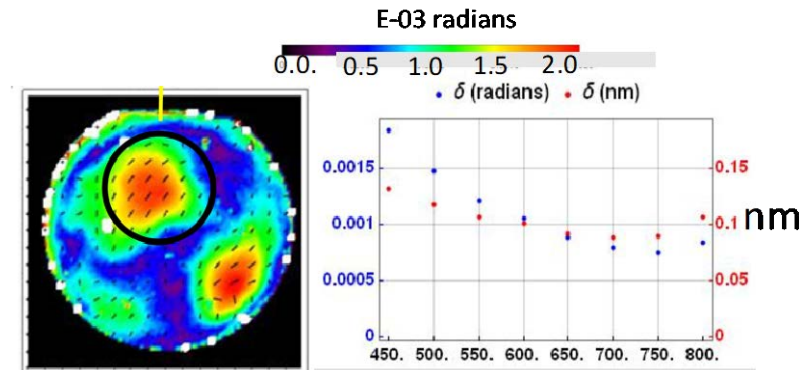 E-03 radians
0.0. 0.5 1.0 1.5 2.0
δ (radians) δ (nm)
0.0015 0.15
0.001 0.1 nm
0.0005 0.05
0 0
450. 500. 550. 600. 650. 700. 750. 800.